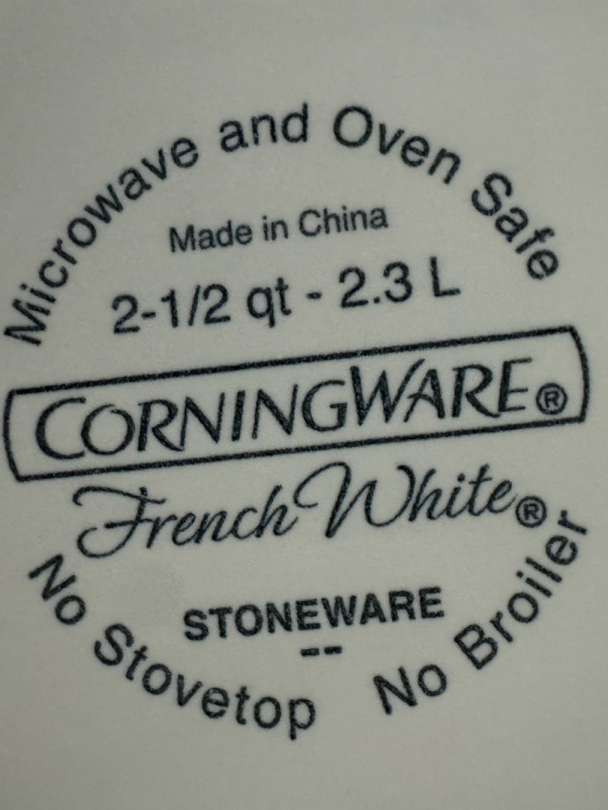 Microwave and Oven Safe
Made in China
2-1/2 qt - 2.3 L
CORNINGWARE®
French White®
STONEWARE
--
No Stovetop No Broiler